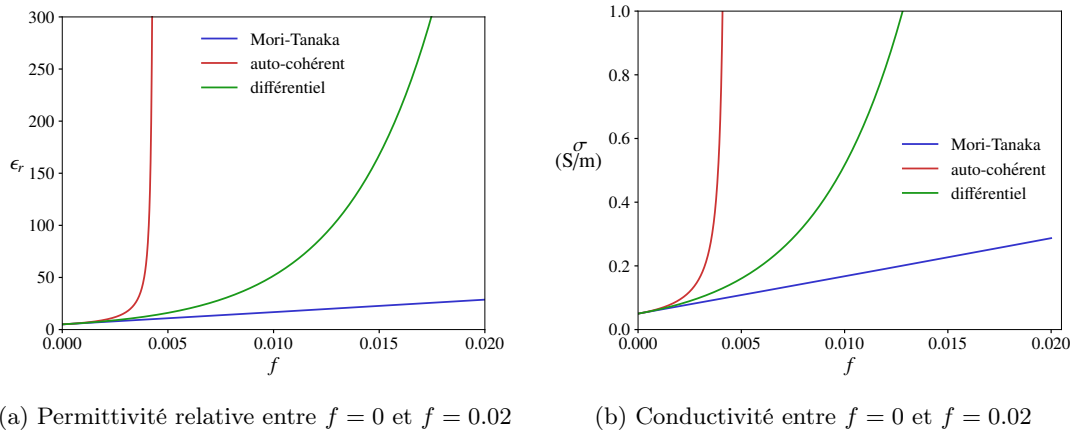 300
250
200
150
100
50
0
ϵr
0.000
0.005
0.010
0.015
0.020
f
Mori-Tanaka
auto-cohérent
différentiel
(a) Permittivité relative entre f = 0 et f = 0.02
1.0
0.8
0.6
0.4
0.2
0.0
σ
(S/m)
0.000
0.005
0.010
0.015
0.020
f
Mori-Tanaka
auto-cohérent
différentiel
(b) Conductivité entre f = 0 et f = 0.02